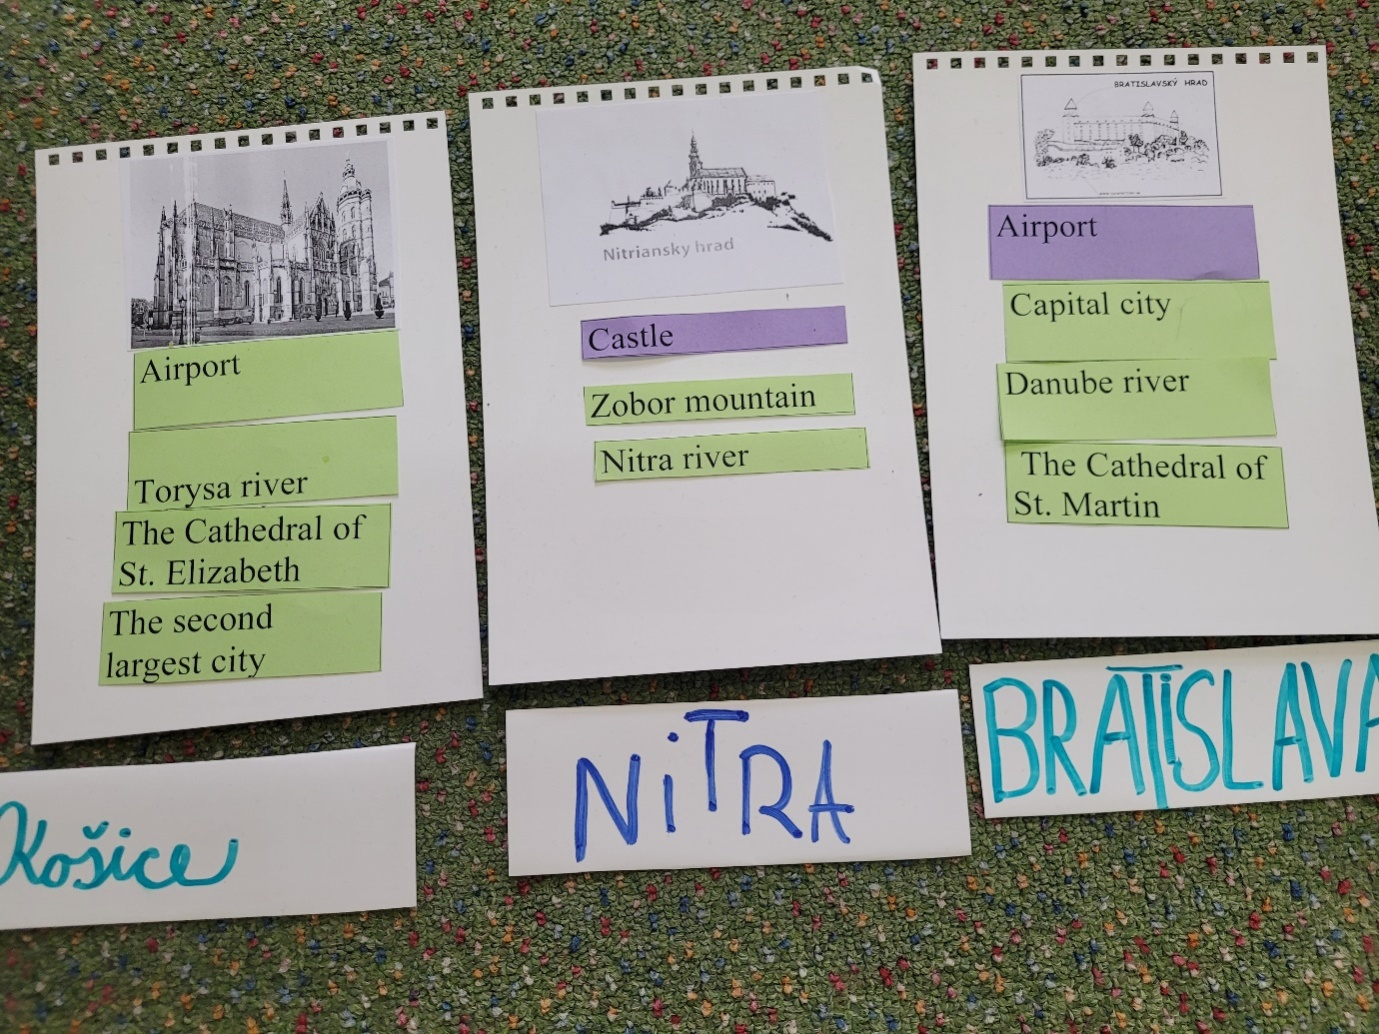 Airport
Torysa river
The Cathedral of
St. Elizabeth
The second
largest city
Košice
Nitriansky hrad
Castle
Zobor mountain
Nitra river
NiTRA
BRATISLAVSKÝ HRAD
Airport
Capital city
Danube river
The Cathedral of
St. Martin
BRATiSLAVA